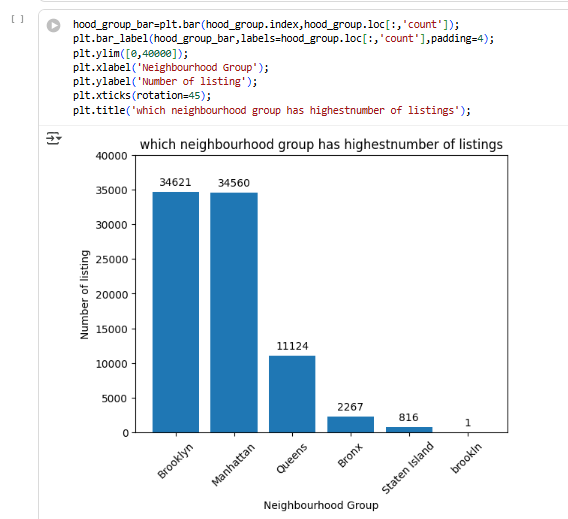 [ ]
hood_group_bar=plt.bar(hood_group.index,hood_group.loc[:,'count']);
plt.bar_label(hood_group_bar,labels=hood_group.loc[:,'count'],padding=4);
plt.ylim([0,40000]);
plt.xlabel('Neighbourhood Group');
plt.ylabel('Number of listing');
plt.xticks(rotation=45);
plt.title('which neighbourhood group has highestnumber of listings');
which neighbourhood group has highestnumber of listings
40000
35000
30000
25000
20000
15000
10000
5000
0
Number of listing
34621
34560
11124
2267
816
1
Brooklyn
Manhattan
Queens
Bronx
Staten Island
brookln
Neighbourhood Group